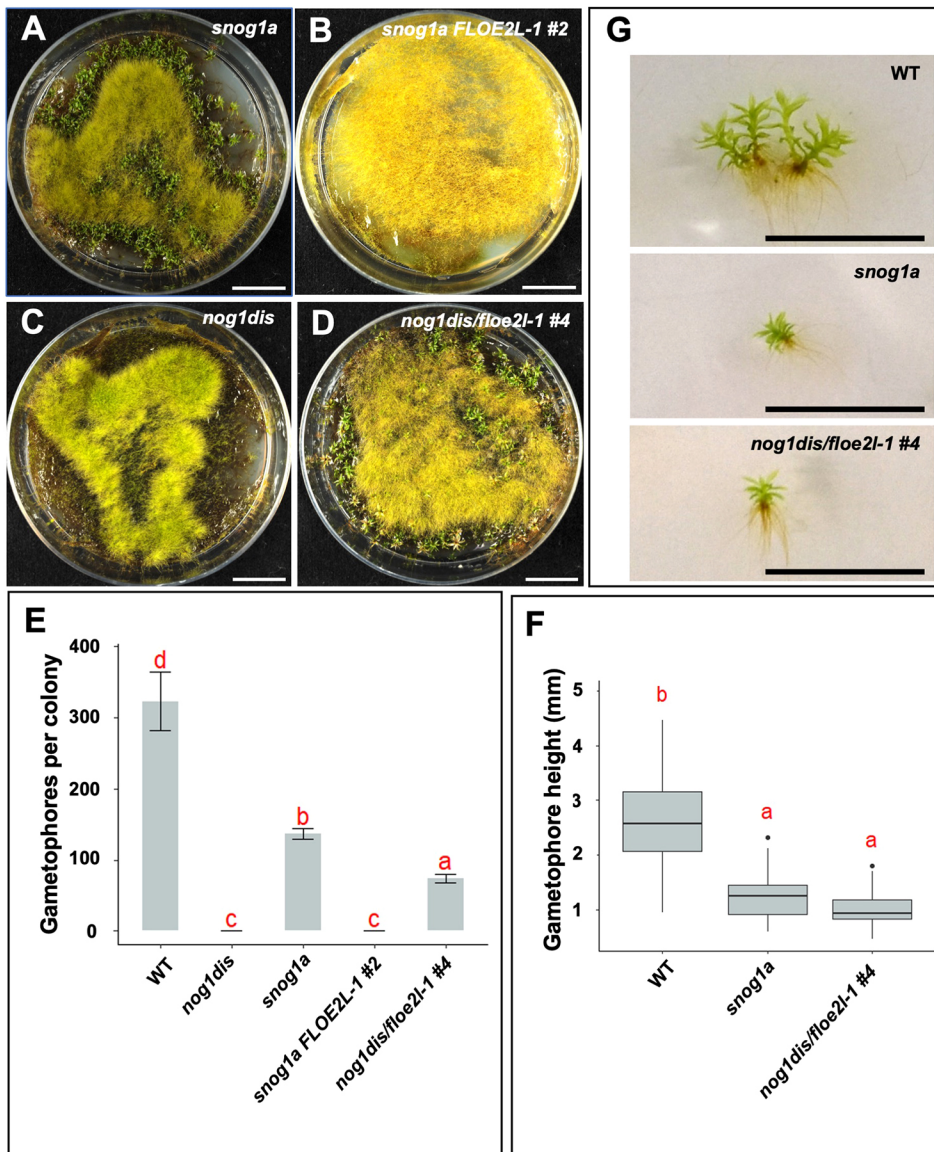 A
snog1a
B
snog1a FLOE2L-1 #2
C
nog1dis
D
nog1dis/floe2l-1 #4
G
WT
snog1a
nog1dis/floe2l-1 #4
E
Gametophores per colony
400
300
200
100
0
d
c
b
c
a
WT
nog1dis
snog1a
snog1a FLOE2L-1 #2
nog1dis/floe2l-1 #4
F
Gametophore height (mm)
5
4
3
2
1
b
a
a
WT
snog1a
nog1dis/floe2l-1 #4